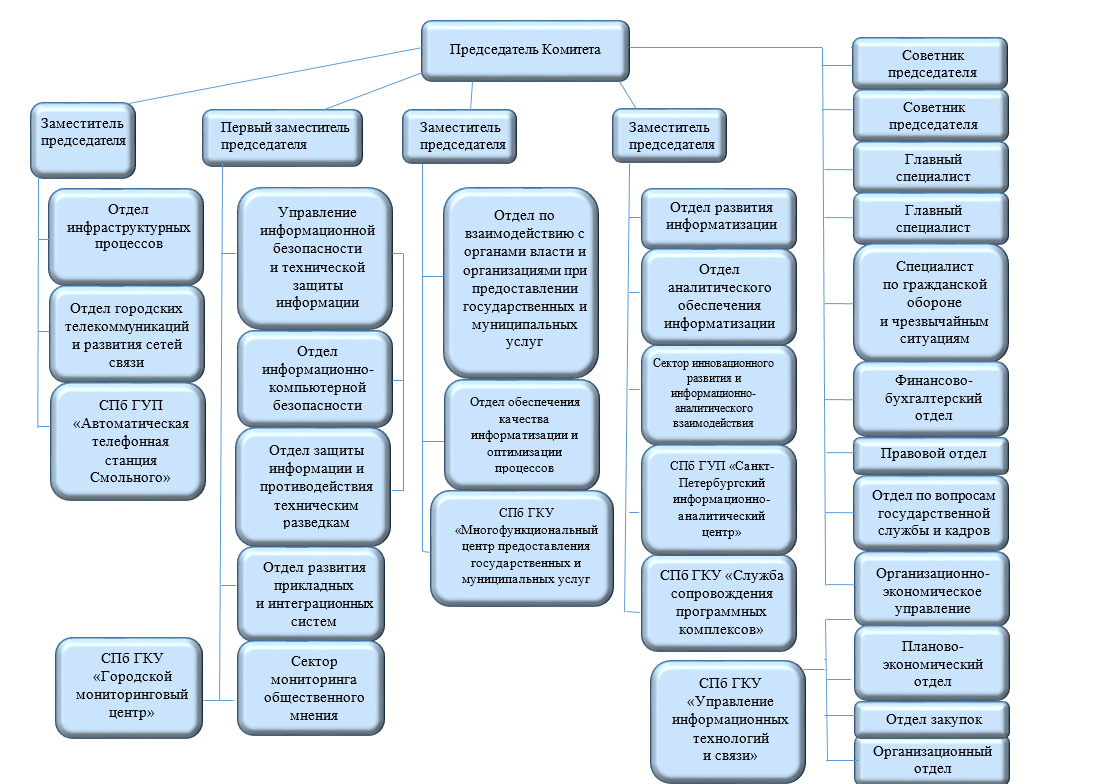 Председатель Комитета
Заместитель
председателя
Отдел
инфраструктурных
процессов
Отдел городских
телекоммуникаций
и развития сетей
связи
СПб ГУП
«Автоматическая
телефонная
станция
Смольного»
Первый заместитель
председателя
Управление
информационной
безопасности
и технической
защиты
информации
Отдел
информационно-
компьютерной
безопасности
Отдел защиты
информации и
противодействия
техническим
разведкам
Отдел развития
прикладных
и интеграционных
систем
Сектор
мониторинга
общественного
мнения
СПб ГКУ
«Городской
мониторинговый
центр»
Заместитель
председателя
Отдел по
взаимодействию с
органами власти и
организациями при
предоставлении
государственных и
муниципальных
услуг
Отдел обеспечения
качества
информатизации и
оптимизации
процессов
СПб ГКУ
«Многофункциональный
центр предоставления
государственных и
муниципальных услуг
Заместитель
председателя
Отдел развития
информатизации
Отдел
аналитического
обеспечения
информатизации
Сектор инновационного
развития и
информационно-
аналитического
взаимодействия
СПб ГУП «Санкт-
Петербургский
информационно-
аналитический
центр»
СПб ГКУ «Служба
сопровождения
программных
комплексов»
Советник
председателя
Советник
председателя
Главный
специалист
Главный
специалист
Специалист
по гражданской
обороне
и чрезвычайным
ситуациям
Финансово-
бухгалтерский
отдел
Правовой отдел
Отдел по вопросам
государственной
службы и кадров
Организационно-
экономическое
управление
Планово-
экономический
отдел
Отдел закупок
Организационный
отдел
СПб ГКУ
«Управление
информационных
технологий
и связи»